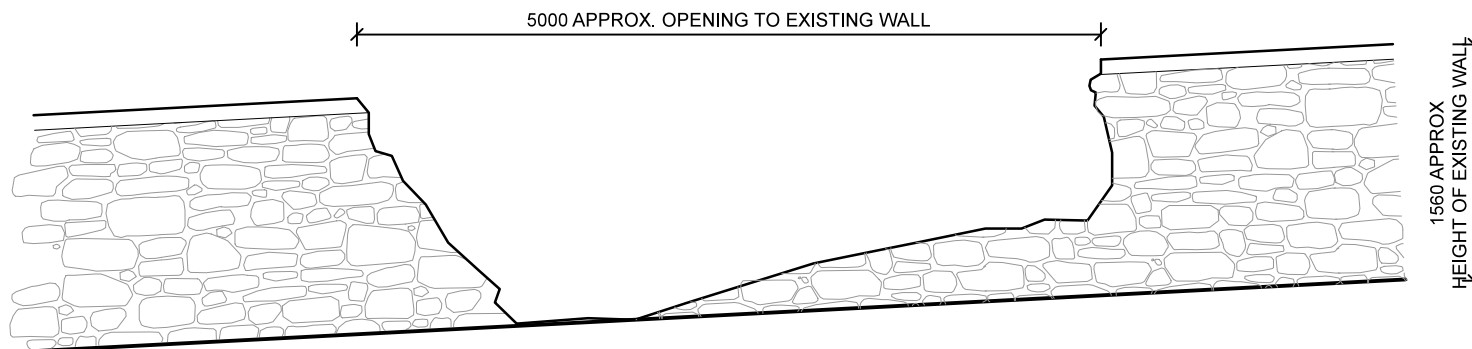 5000 APPROX. OPENING TO EXISTING WALL
1560 APPROX
HEIGHT OF EXISTING WALL